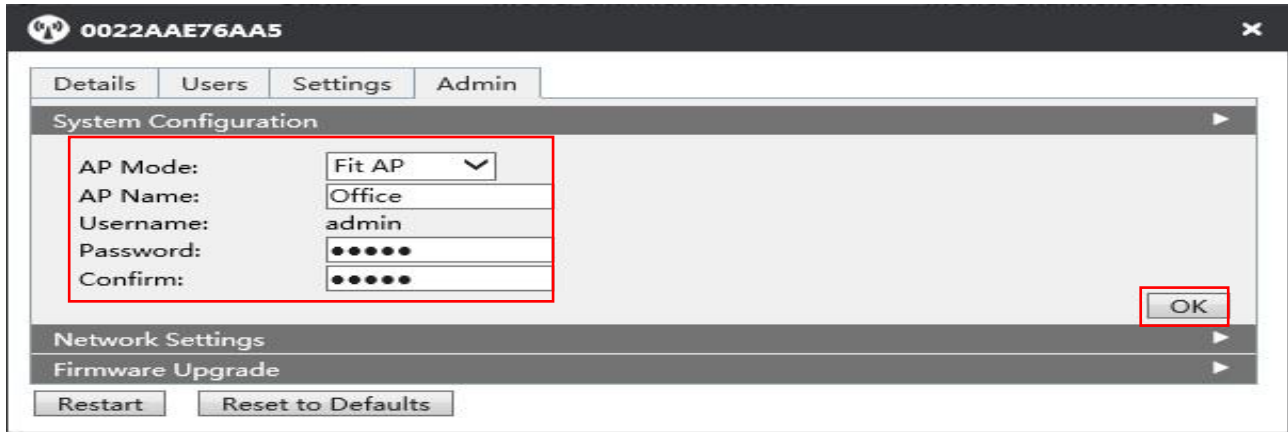 0022AAE76AA5
Details Users Settings Admin
System Configuration
AP Mode: Fit AP
AP Name: Office
Username: admin
Password: •••••
Confirm: •••••
OK
Network Settings
Firmware Upgrade
Restart Reset to Defaults